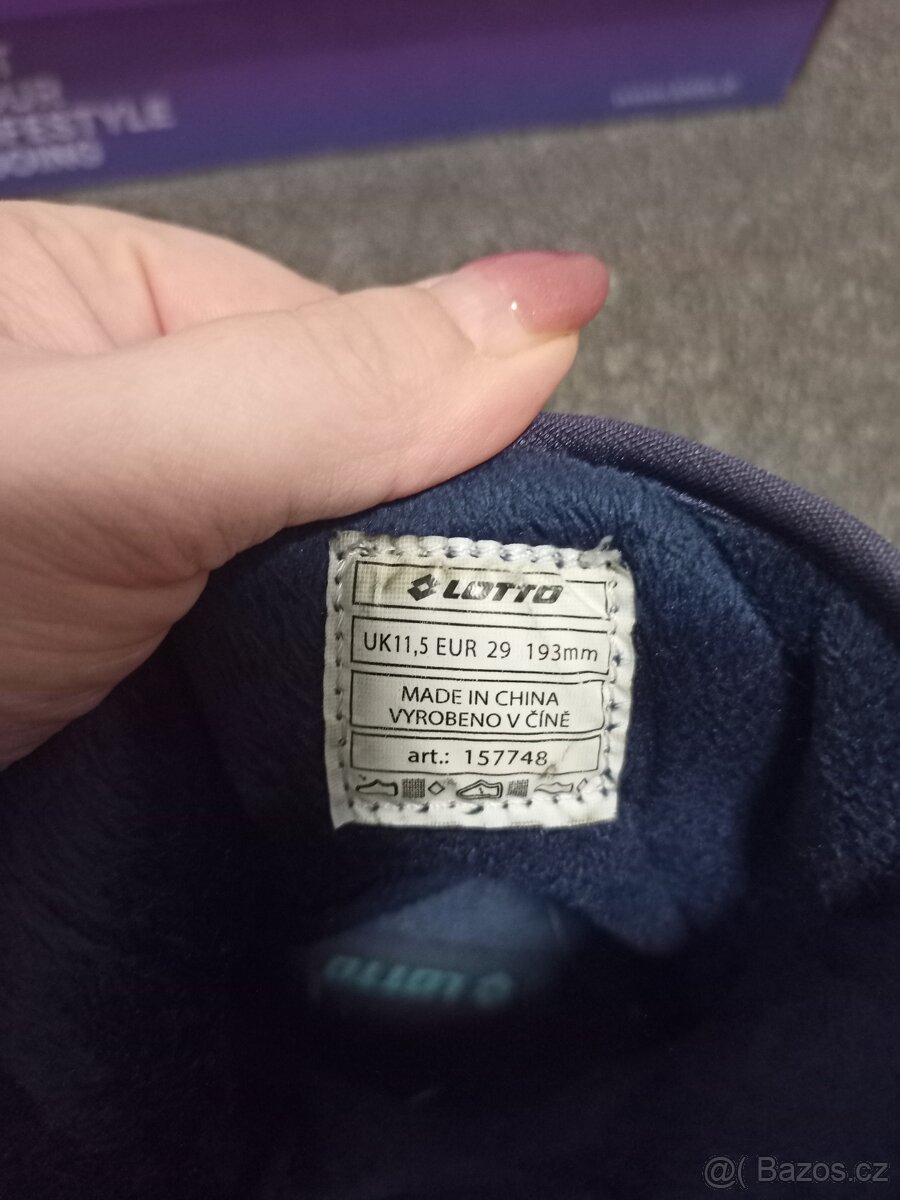 LIFESTYLE
LOTTO
UK11,5 EUR 29 193mm
MADE IN CHINA
VYROBENO V ČÍNĚ
art.: 157748
LOTTO
@( Bazos.cz